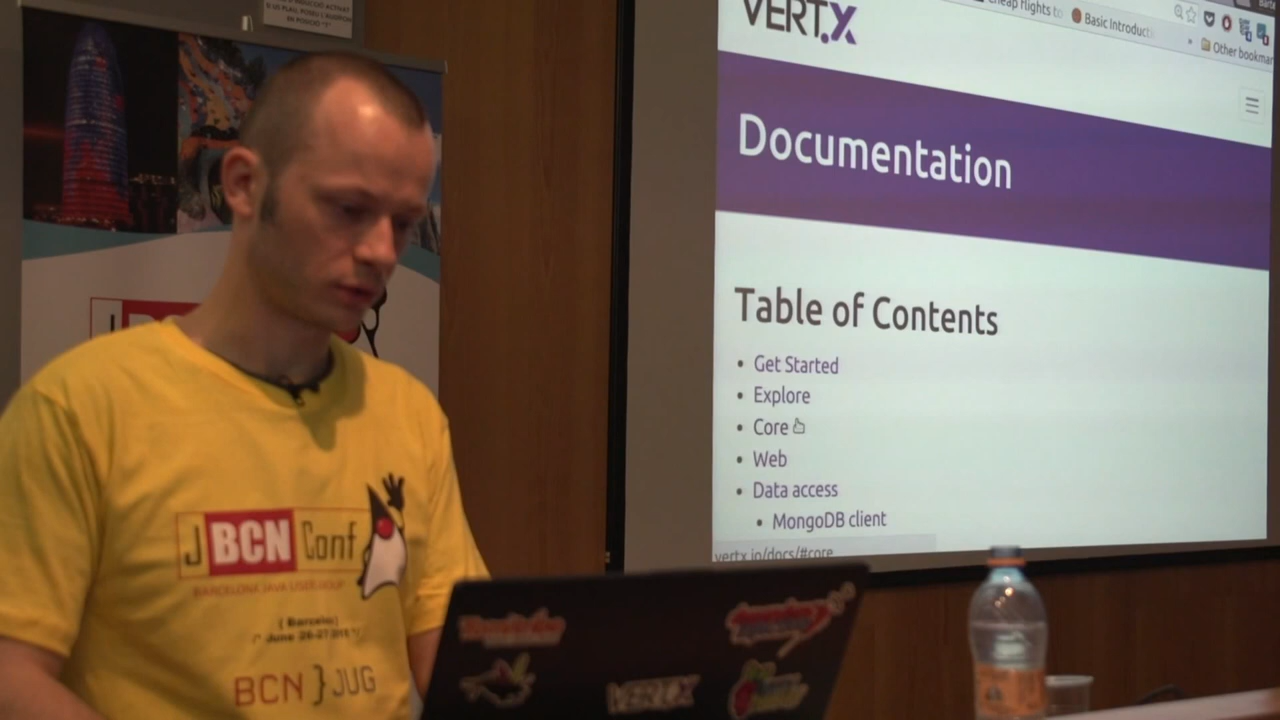 VERT.X
Cheap flights to
Basic Introducti
Other bookmar
Documentation
Table of Contents
• Get Started
• Explore
• Core
• Web
• Data access
• MongoDB client
vertx.io/docs/#core
J BCN Conf
BARCELONA JAVA USERS GROUP
BCN } JUG
VERT.X